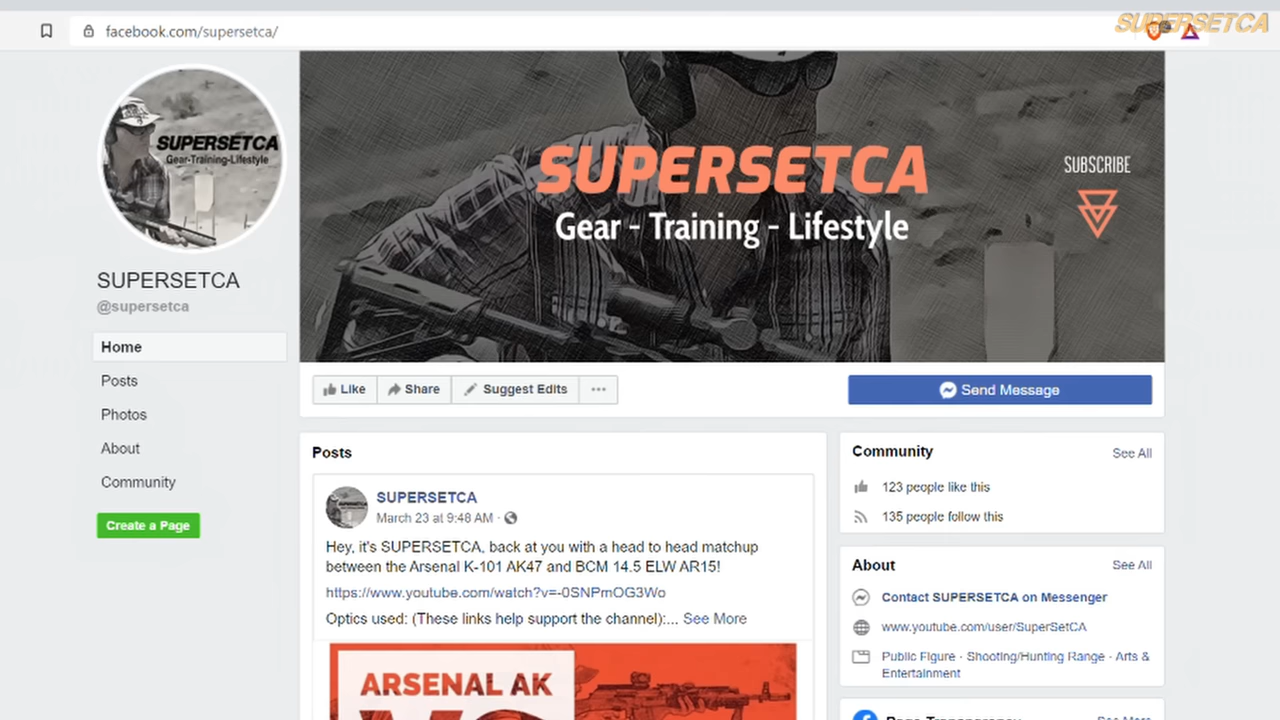 facebook.com/supersetca/
SUPERSETCA
SUPERSETCA
Gear-Training-Lifestyle
SUPERSETCA
Gear - Training - Lifestyle
SUBSCRIBE
SUPERSETCA
@supersetca
Home
Posts
Photos
About
Community
Create a Page
Like
Share
Suggest Edits
Send Message
Posts
SUPERSETCA
March 23 at 9:48 AM ·
Hey, it's SUPERSETCA, back at you with a head to head matchup
between the Arsenal K-101 AK47 and BCM 14.5 ELW AR15!
https://www.youtube.com/watch?v=-0SNPmOG3Wo
Optics used: (These links help support the channel):... See More
ARSENAL AK
Community
See All
123 people like this
135 people follow this
About
See All
Contact SUPERSETCA on Messenger
www.youtube.com/user/SuperSetCA
Public Figure · Shooting/Hunting Range · Arts &
Entertainment
Page Transparency
See More